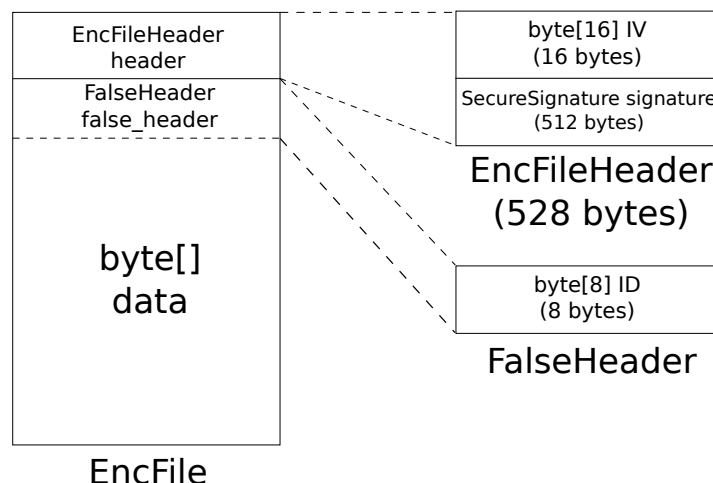 EncFileHeader
header
FalseHeader
false_header
byte[]
data
EncFile
byte[16] IV
(16 bytes)
SecureSignature signature
(512 bytes)
EncFileHeader
(528 bytes)
byte[8] ID
(8 bytes)
FalseHeader